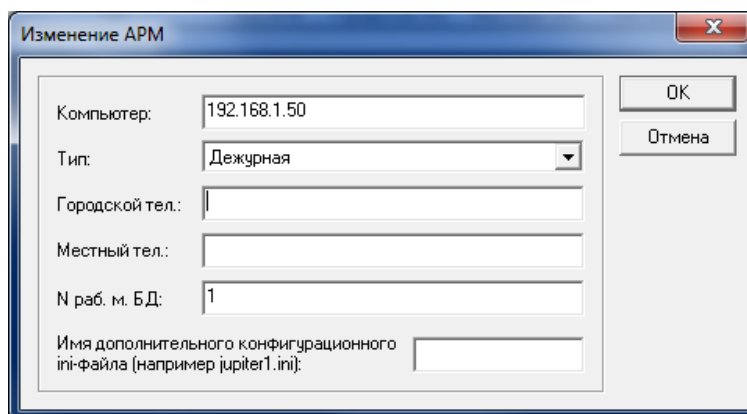 Изменение АРМ
Компьютер: 192.168.1.50
OK
Тип: Дежурная
Отмена
Городской тел.:
Местный тел.:
N раб. м. БД: 1
Имя дополнительного конфигурационного
ini-файла (например jupiter1.ini):